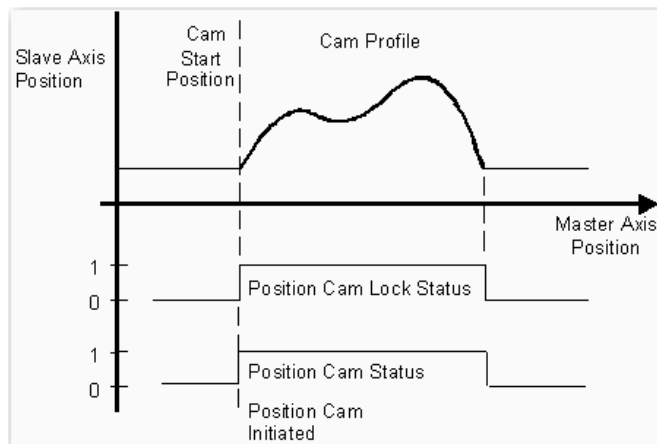 Slave Axis
Position
Cam
Start
Position
Cam Profile
Master Axis
Position
1
0
Position Cam Lock Status
1
0
Position Cam Status
Position Cam
Initiated